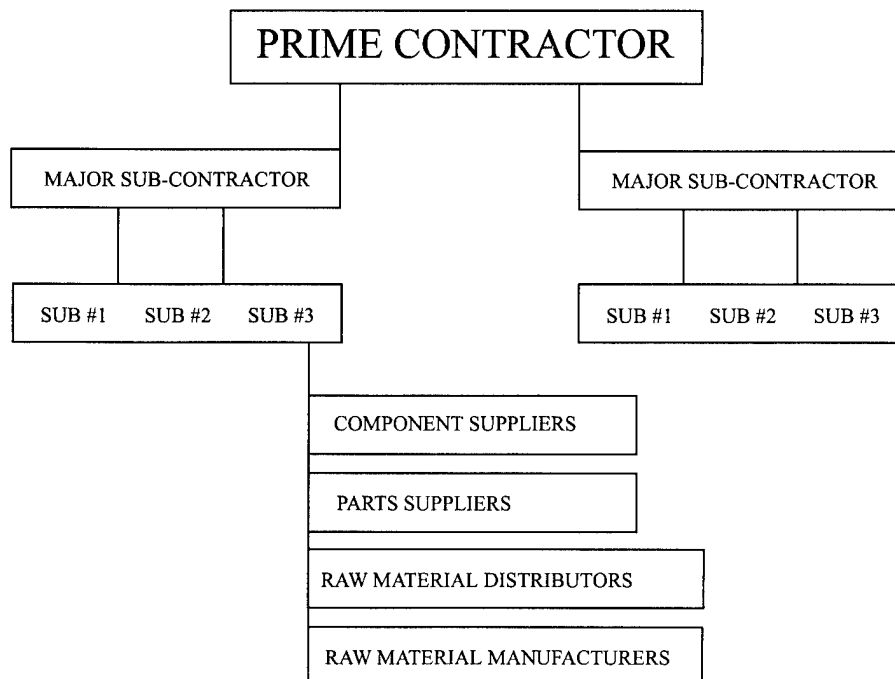 PRIME CONTRACTOR
MAJOR SUB-CONTRACTOR
MAJOR SUB-CONTRACTOR
SUB #1 SUB #2 SUB #3
SUB #1 SUB #2 SUB #3
COMPONENT SUPPLIERS
PARTS SUPPLIERS
RAW MATERIAL DISTRIBUTORS
RAW MATERIAL MANUFACTURERS